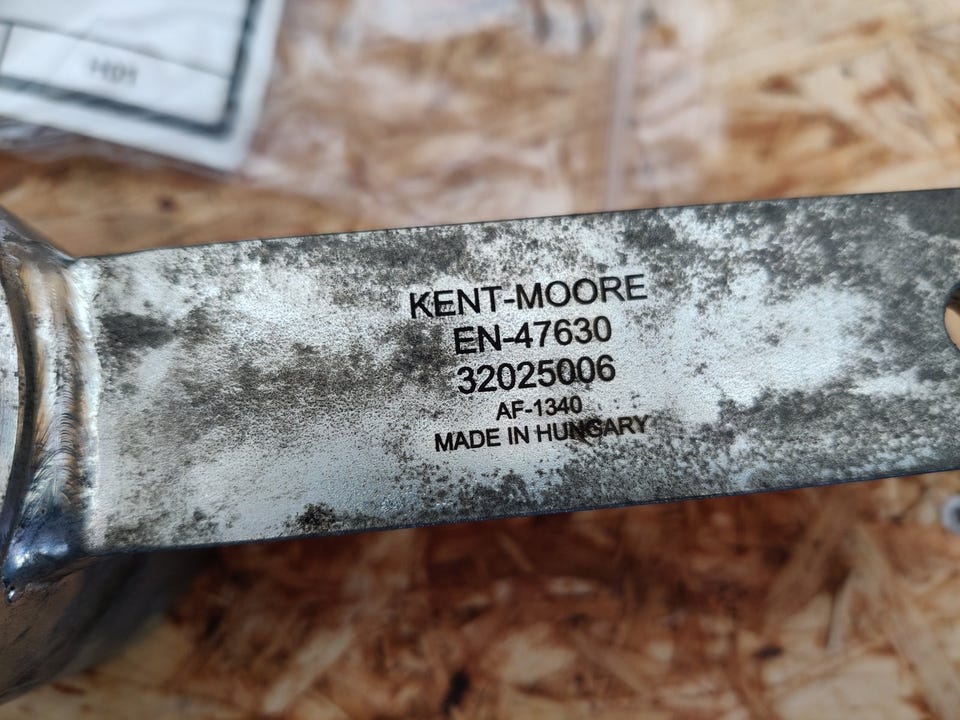 KENT-MOORE
EN-47630
32025006
AF-1340
MADE IN HUNGARY